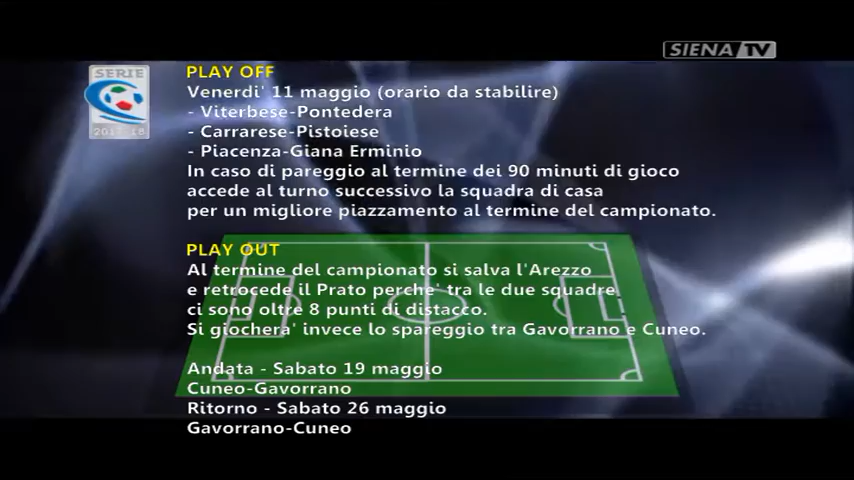 SIENA TV
SERIE
2017-18
PLAY OFF
Venerdi' 11 maggio (orario da stabilire)
- Viterbese-Pontedera
- Carrarese-Pistoiese
- Piacenza-Giana Erminio
In caso di pareggio al termine dei 90 minuti di gioco
accede al turno successivo la squadra di casa
per un migliore piazzamento al termine del campionato.
PLAY OUT
Al termine del campionato si salva l'Arezzo
e retrocede il Prato perche' tra le due squadre
ci sono oltre 8 punti di distacco.
Si giochera' invece lo spareggio tra Gavorrano e Cuneo.
Andata - Sabato 19 maggio
Cuneo-Gavorrano
Ritorno - Sabato 26 maggio
Gavorrano-Cuneo